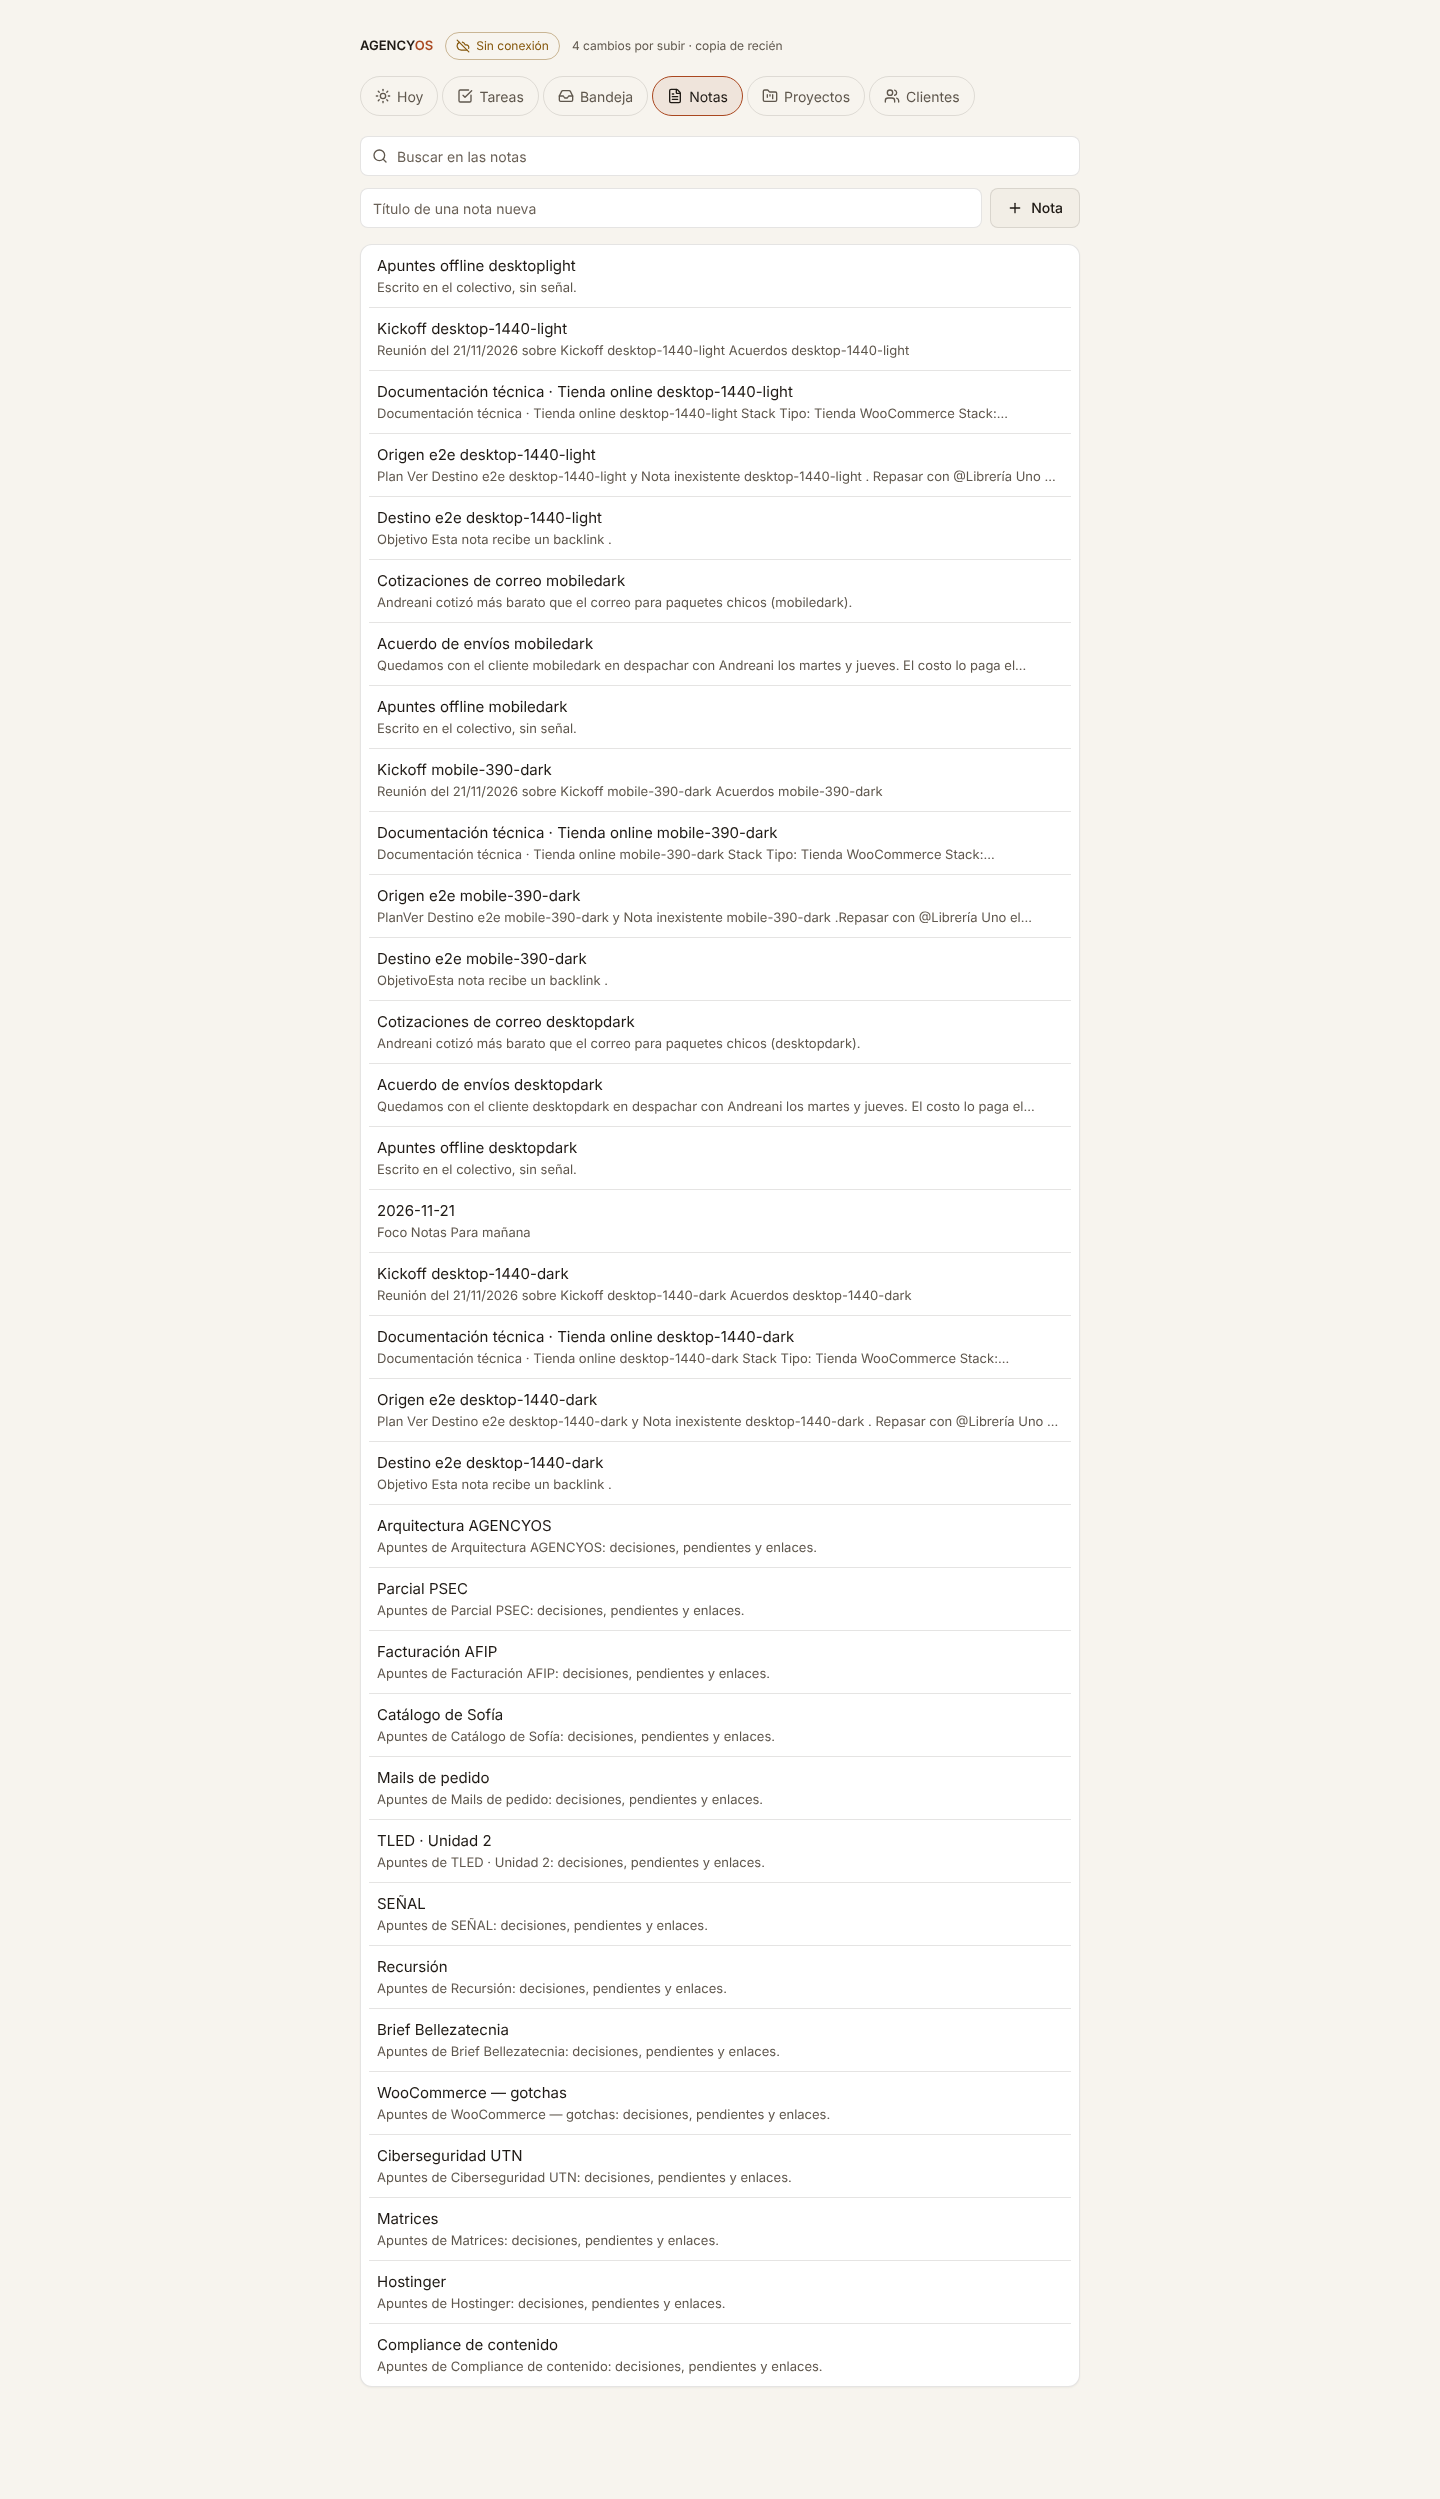 AGENCYOS Sin conexión 4 cambios por subir · copia de recién
Hoy Tareas Bandeja Notas Proyectos Clientes
Buscar en las notas
Título de una nota nueva + Nota
Apuntes offline desktoplight
Escrito en el colectivo, sin señal.
Kickoff desktop-1440-light
Reunión del 21/11/2026 sobre Kickoff desktop-1440-light Acuerdos desktop-1440-light
Documentación técnica · Tienda online desktop-1440-light
Documentación técnica · Tienda online desktop-1440-light Stack Tipo: Tienda WooCommerce Stack:...
Origen e2e desktop-1440-light
Plan Ver Destino e2e desktop-1440-light y Nota inexistente desktop-1440-light . Repasar con @Librería Uno ...
Destino e2e desktop-1440-light
Objetivo Esta nota recibe un backlink .
Cotizaciones de correo mobiledark
Andreani cotizó más barato que el correo para paquetes chicos (mobiledark).
Acuerdo de envíos mobiledark
Quedamos con el cliente mobiledark en despachar con Andreani los martes y jueves. El costo lo paga el...
Apuntes offline mobiledark
Escrito en el colectivo, sin señal.
Kickoff mobile-390-dark
Reunión del 21/11/2026 sobre Kickoff mobile-390-dark Acuerdos mobile-390-dark
Documentación técnica · Tienda online mobile-390-dark
Documentación técnica · Tienda online mobile-390-dark Stack Tipo: Tienda WooCommerce Stack:...
Origen e2e mobile-390-dark
PlanVer Destino e2e mobile-390-dark y Nota inexistente mobile-390-dark .Repasar con @Librería Uno el...
Destino e2e mobile-390-dark
ObjetivoEsta nota recibe un backlink .
Cotizaciones de correo desktopdark
Andreani cotizó más barato que el correo para paquetes chicos (desktopdark).
Acuerdo de envíos desktopdark
Quedamos con el cliente desktopdark en despachar con Andreani los martes y jueves. El costo lo paga el...
Apuntes offline desktopdark
Escrito en el colectivo, sin señal.
2026-11-21
Foco Notas Para mañana
Kickoff desktop-1440-dark
Reunión del 21/11/2026 sobre Kickoff desktop-1440-dark Acuerdos desktop-1440-dark
Documentación técnica · Tienda online desktop-1440-dark
Documentación técnica · Tienda online desktop-1440-dark Stack Tipo: Tienda WooCommerce Stack:...
Origen e2e desktop-1440-dark
Plan Ver Destino e2e desktop-1440-dark y Nota inexistente desktop-1440-dark . Repasar con @Librería Uno ...
Destino e2e desktop-1440-dark
Objetivo Esta nota recibe un backlink .
Arquitectura AGENCYOS
Apuntes de Arquitectura AGENCYOS: decisiones, pendientes y enlaces.
Parcial PSEC
Apuntes de Parcial PSEC: decisiones, pendientes y enlaces.
Facturación AFIP
Apuntes de Facturación AFIP: decisiones, pendientes y enlaces.
Catálogo de Sofía
Apuntes de Catálogo de Sofía: decisiones, pendientes y enlaces.
Mails de pedido
Apuntes de Mails de pedido: decisiones, pendientes y enlaces.
TLED · Unidad 2
Apuntes de TLED · Unidad 2: decisiones, pendientes y enlaces.
SEÑAL
Apuntes de SEÑAL: decisiones, pendientes y enlaces.
Recursión
Apuntes de Recursión: decisiones, pendientes y enlaces.
Brief Bellezatecnia
Apuntes de Brief Bellezatecnia: decisiones, pendientes y enlaces.
WooCommerce — gotchas
Apuntes de WooCommerce — gotchas: decisiones, pendientes y enlaces.
Ciberseguridad UTN
Apuntes de Ciberseguridad UTN: decisiones, pendientes y enlaces.
Matrices
Apuntes de Matrices: decisiones, pendientes y enlaces.
Hostinger
Apuntes de Hostinger: decisiones, pendientes y enlaces.
Compliance de contenido
Apuntes de Compliance de contenido: decisiones, pendientes y enlaces.